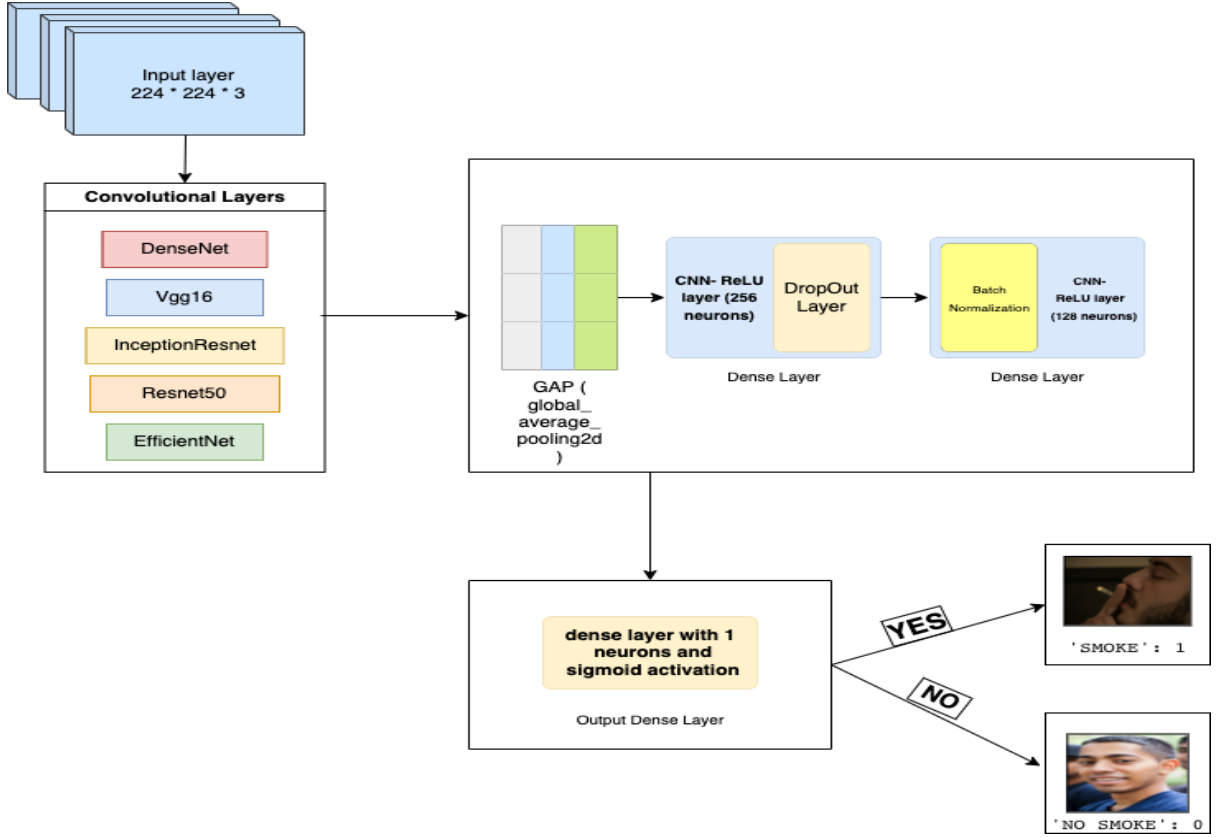 Input layer
224 * 224 * 3
Convolutional Layers
DenseNet
Vgg16
InceptionResnet
Resnet50
EfficientNet
GAP (
global_
average_
pooling2d
)
CNN- ReLU
layer (256
neurons)
DropOut
Layer
Dense Layer
Batch
Normalization
CNN-
ReLU layer
(128 neurons)
Dense Layer
dense layer with 1
neurons and
sigmoid activation
Output Dense Layer
YES
'SMOKE': 1
NO
'NO SMOKE': 0